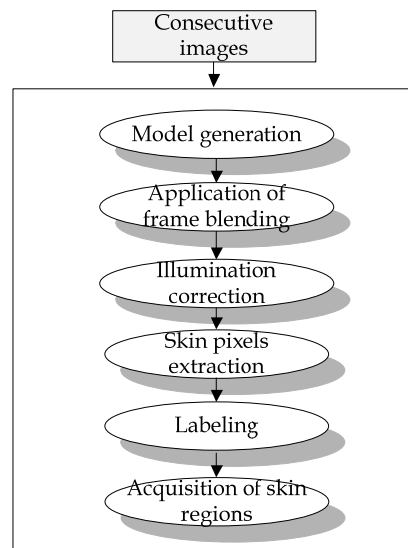 Consecutive
images
Model generation
Application of
frame blending
Illumination
correction
Skin pixels
extraction
Labeling
Acquisition of skin
regions